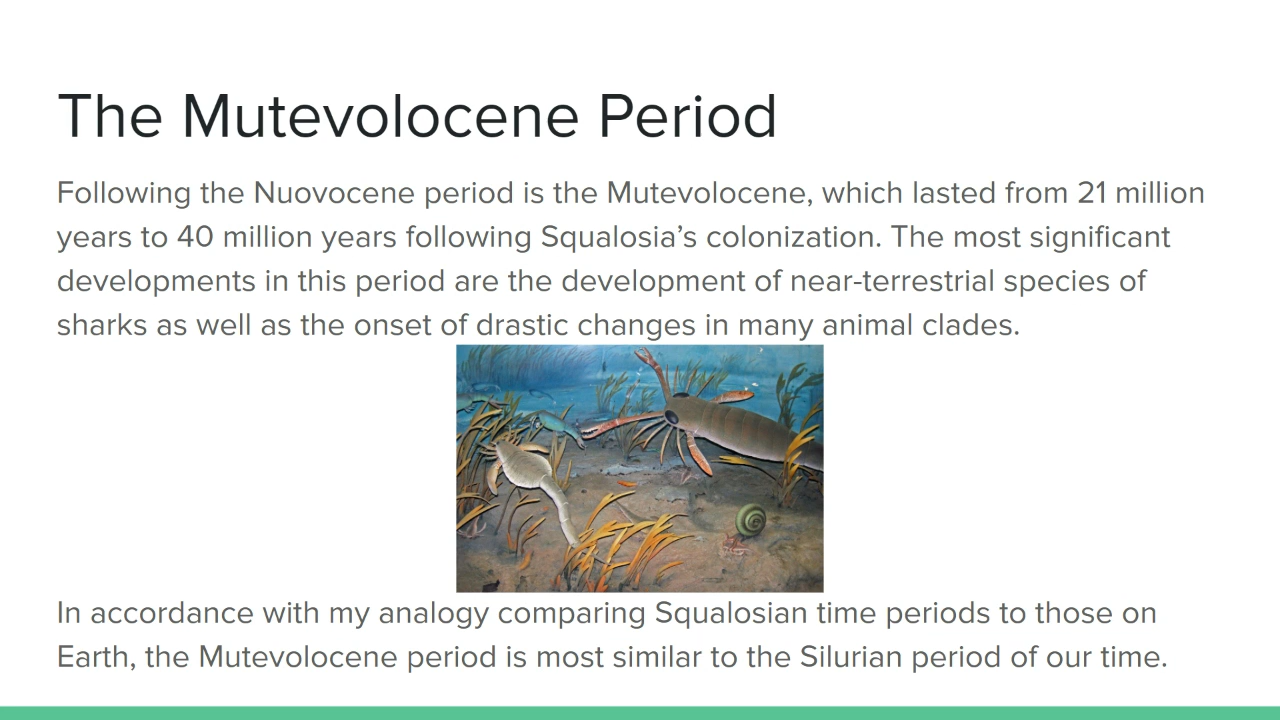 The Mutevolocene Period
Following the Nuovocene period is the Mutevolocene, which lasted from 21 million
years to 40 million years following Squalosia’s colonization. The most significant
developments in this period are the development of near-terrestrial species of
sharks as well as the onset of drastic changes in many animal clades.
In accordance with my analogy comparing Squalosian time periods to those on
Earth, the Mutevolocene period is most similar to the Silurian period of our time.